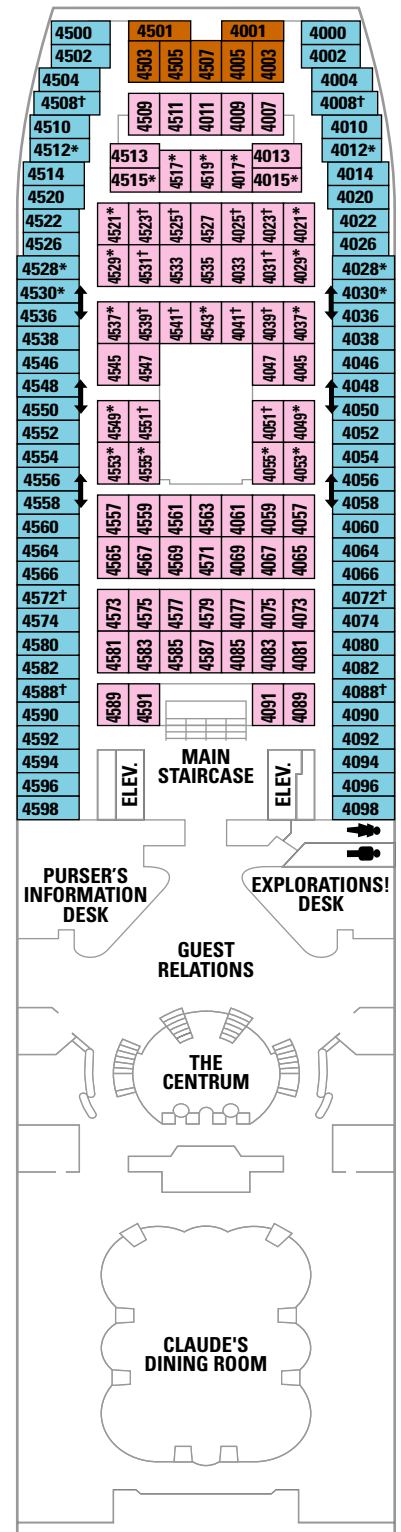 4500 4501 4001 4000
4502 4503 4505 4507 4005 4003 4002
4504 4004
4508† 4509 4511 4011 4009 4007 4008†
4510 4010
4512* 4513 4013 4012*
4514 4515* 4517* 4519* 4017* 4015* 4014
4520 4020
4522 4521* 4523† 4525† 4527 4025† 4023† 4021* 4022
4526 4026
4528* 4529* 4531† 4533 4535 4033 4031† 4029* 4028*
4530* 4030*
4536 4537* 4539† 4541† 4543* 4041† 4039† 4037* 4036
4538 4038
4546 4545 4547 4047 4045 4046
4548 4048
4550 4050
4552 4549* 4551† 4051† 4049* 4052
4554 4553* 4555* 4055* 4053* 4054
4556 4056
4558 4058
4560 4557 4559 4561 4563 4061 4059 4057 4060
4564 4565 4567 4569 4571 4069 4067 4065 4064
4566 4066
4572† 4072†
4574 4573 4575 4577 4579 4077 4075 4073 4074
4580 4581 4583 4585 4587 4085 4083 4081 4080
4582 4082
4588† 4589 4591 4091 4089 4088†
4590 4090
4592 4092
4594 4094
4596 4096
4598 4098
MAIN
STAIRCASE
ELEV.
ELEV.
PURSER'S
INFORMATION
DESK
EXPLORATIONS!
DESK
GUEST
RELATIONS
THE
CENTRUM
CLAUDE'S
DINING ROOM